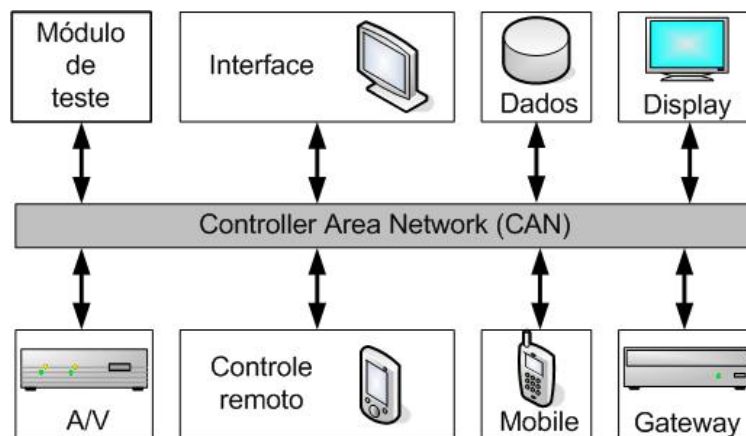 Módulo
de
teste
Interface
Dados
Display
Controller Area Network (CAN)
A/V
Controle
remoto
Mobile
Gateway